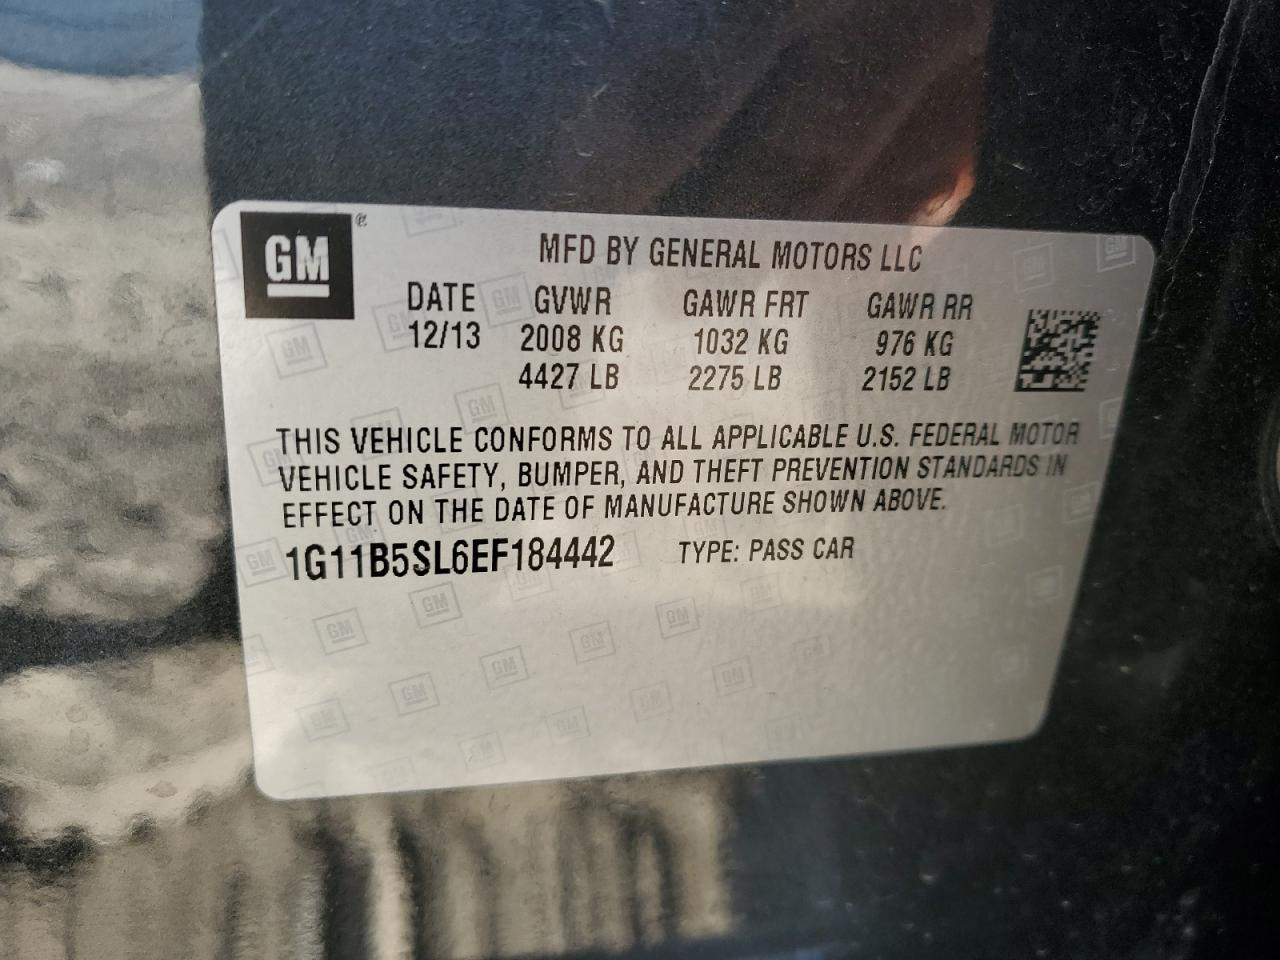 GM®
MFD BY GENERAL MOTORS LLC
DATE GVWR GAWR FRT GAWR RR
12/13 2008 KG 1032 KG 976 KG
4427 LB 2275 LB 2152 LB
THIS VEHICLE CONFORMS TO ALL APPLICABLE U.S. FEDERAL MOTOR
VEHICLE SAFETY, BUMPER, AND THEFT PREVENTION STANDARDS IN
EFFECT ON THE DATE OF MANUFACTURE SHOWN ABOVE.
1G11B5SL6EF184442 TYPE: PASS CAR